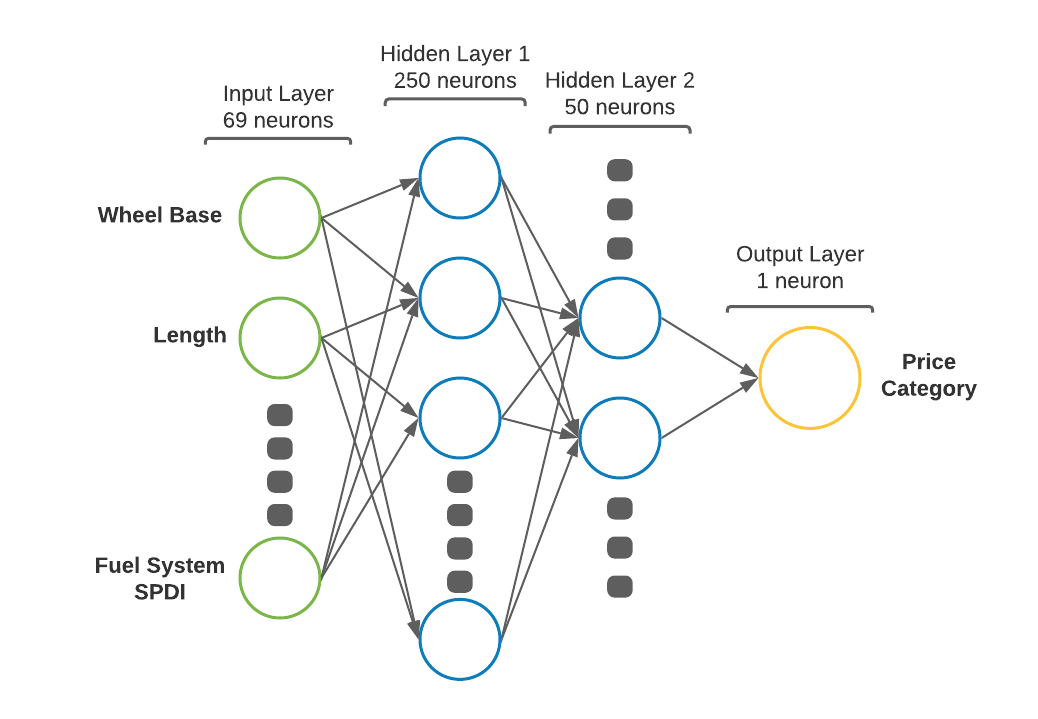 Hidden Layer 1
250 neurons
Hidden Layer 2
50 neurons
Input Layer
69 neurons
Wheel Base
Output Layer
1 neuron
Length
Price
Category
Fuel System
SPDI